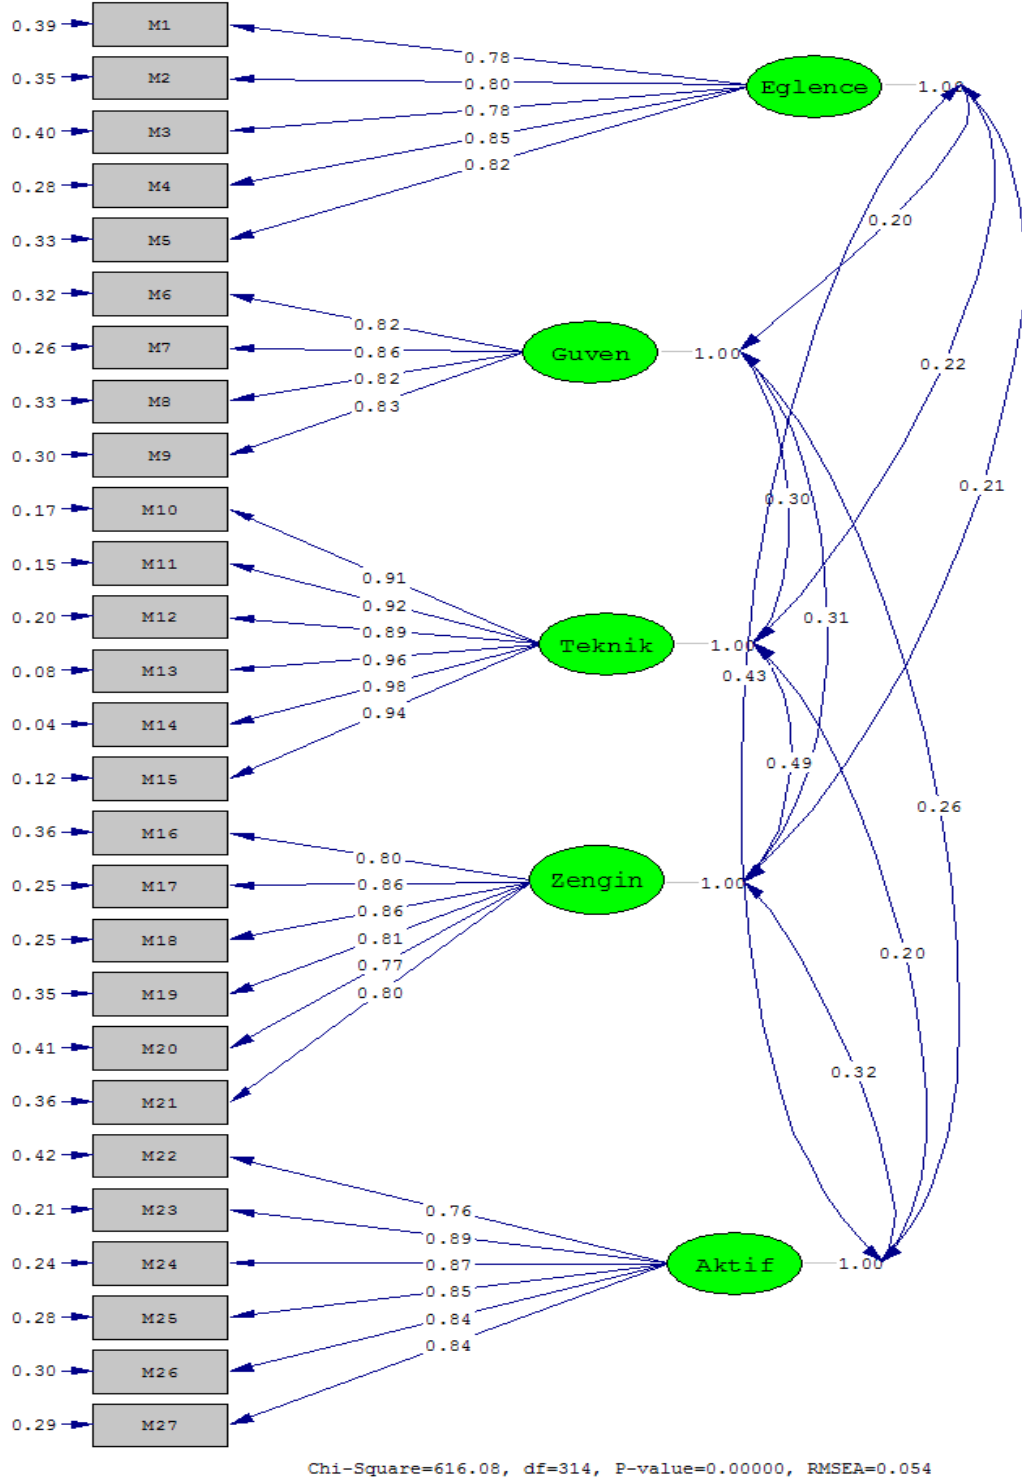 0.39 M1
0.78
0.35 M2
0.80
Eglence 1.00
0.78
0.40 M3
0.85
0.82
0.28 M4
0.20
0.33 M5
0.32 M6
0.82
0.26 M7
0.86
Guven 1.00
0.22
0.82
0.33 M8
0.83
0.30 M9
0.21
0.30
0.17 M10
0.15 M11
0.91
0.92
0.20 M12
0.31
0.89
Teknik 1.00
0.96
0.08 M13
0.43
0.98
0.94
0.04 M14
0.49
0.12 M15
0.26
0.36 M16
0.80
0.25 M17
0.86
Zengin 1.00
0.86
0.25 M18
0.81
0.20
0.77
0.35 M19
0.80
0.41 M20
0.32
0.36 M21
0.42 M22
0.21 M23
0.76
0.89
0.24 M24
0.87
Aktif 1.00
0.85
0.28 M25
0.84
0.84
0.30 M26
0.29 M27
Chi-Square=616.08, df=314, P-value=0.00000, RMSEA=0.054